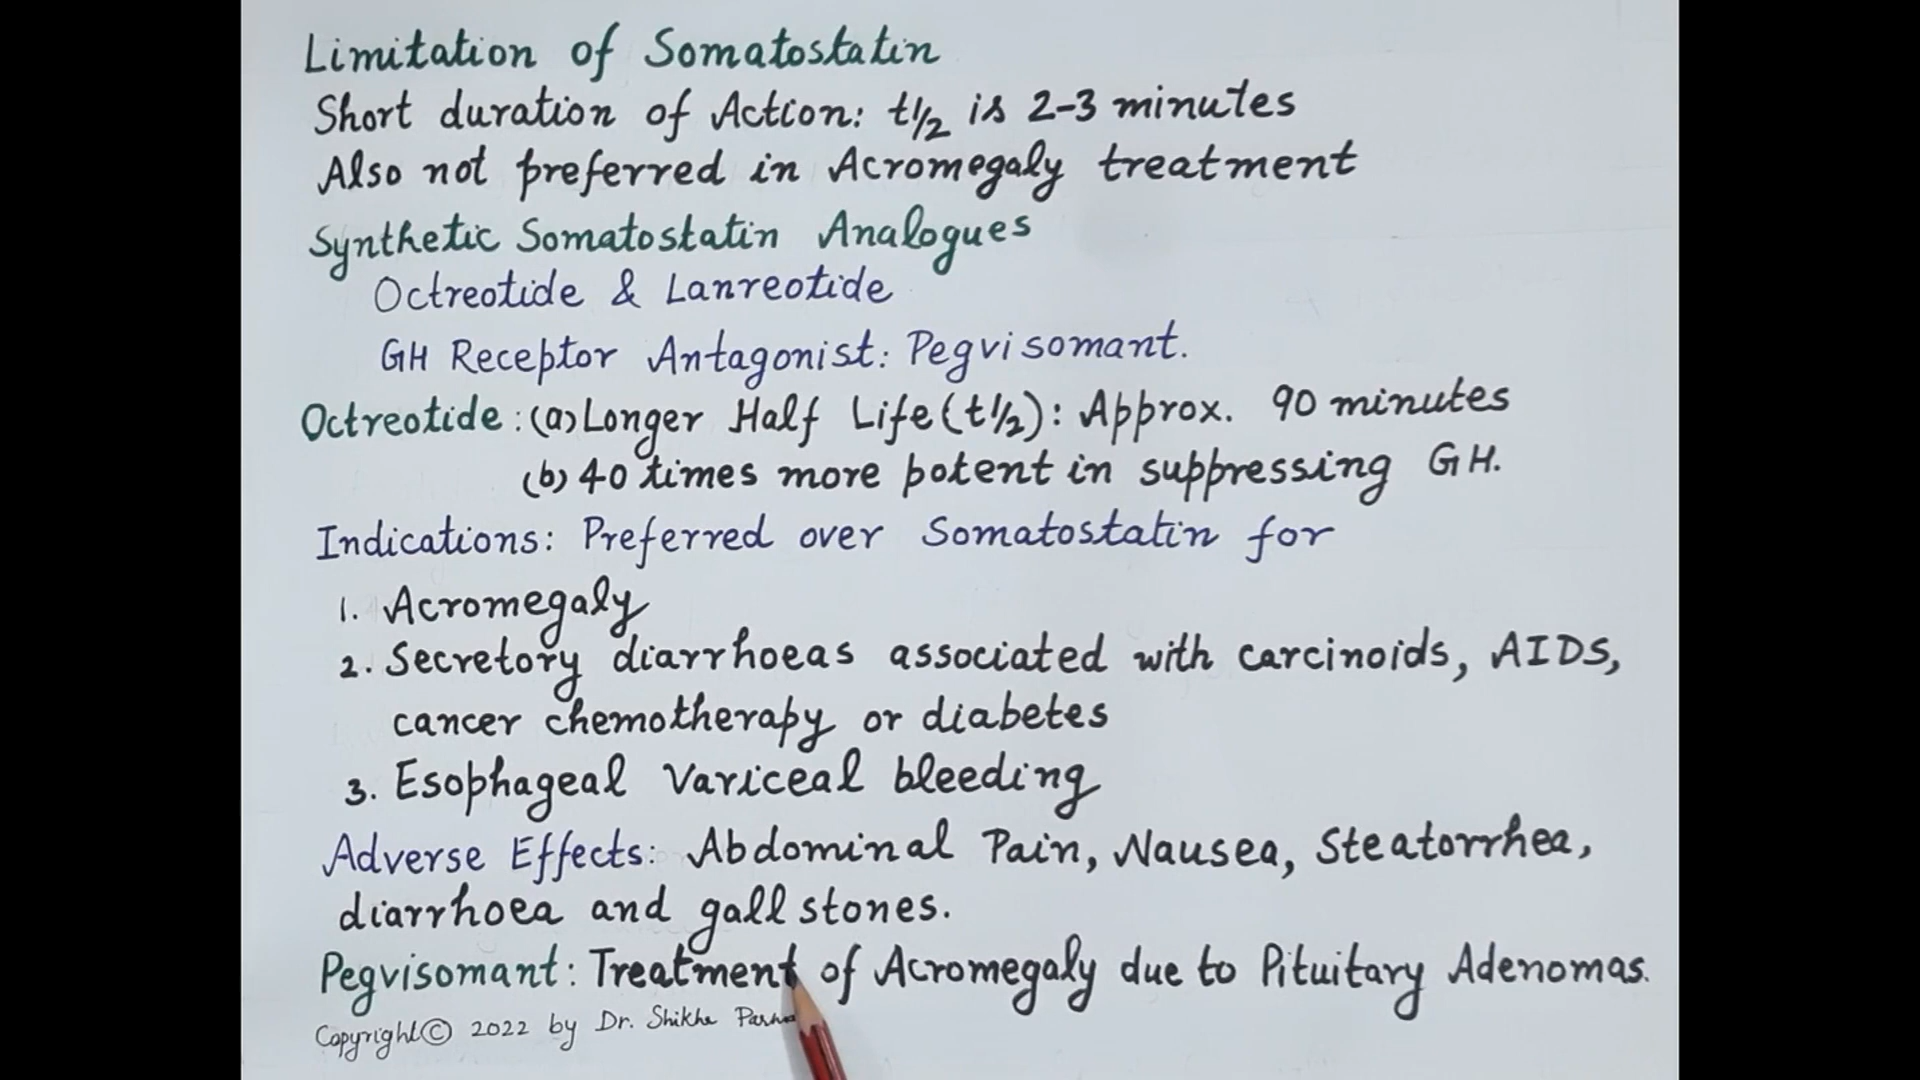 Limitation of Somatostatin
Short duration of Action: t1/2 is 2-3 minutes
Also not preferred in Acromegaly treatment
Synthetic Somatostatin Analogues
Octreotide & Lanreotide
GH Receptor Antagonist: Pegvisomant.
Octreotide: (a) Longer Half Life (t1/2): Approx. 90 minutes
(b) 40 times more potent in suppressing GH.
Indications: Preferred over Somatostatin for
1. Acromegaly
2. Secretory diarrhoeas associated with carcinoids, AIDS,
cancer chemotherapy or diabetes
3. Esophageal Variceal bleeding
Adverse Effects: Abdominal Pain, Nausea, Steatorrhea,
diarrhoea and gall stones.
Pegvisomant: Treatment of Acromegaly due to Pituitary Adenomas.
Copyright© 2022 by Dr. Shikha